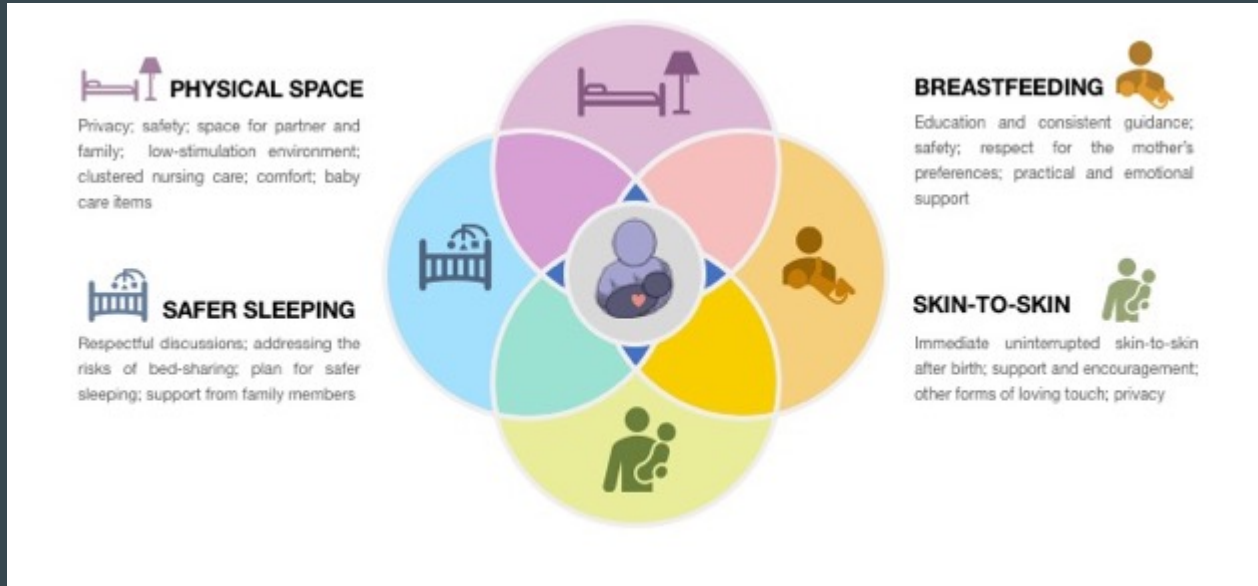 PHYSICAL SPACE
Privacy; safety; space for partner and
family; low-stimulation environment;
clustered nursing care; comfort; baby
care items
SAFER SLEEPING
Respectful discussions; addressing the
risks of bed-sharing; plan for safer
sleeping; support from family members
BREASTFEEDING
Education and consistent guidance;
safety; respect for the mother's
preferences; practical and emotional
support
SKIN-TO-SKIN
Immediate uninterrupted skin-to-skin
after birth; support and encouragement;
other forms of loving touch; privacy